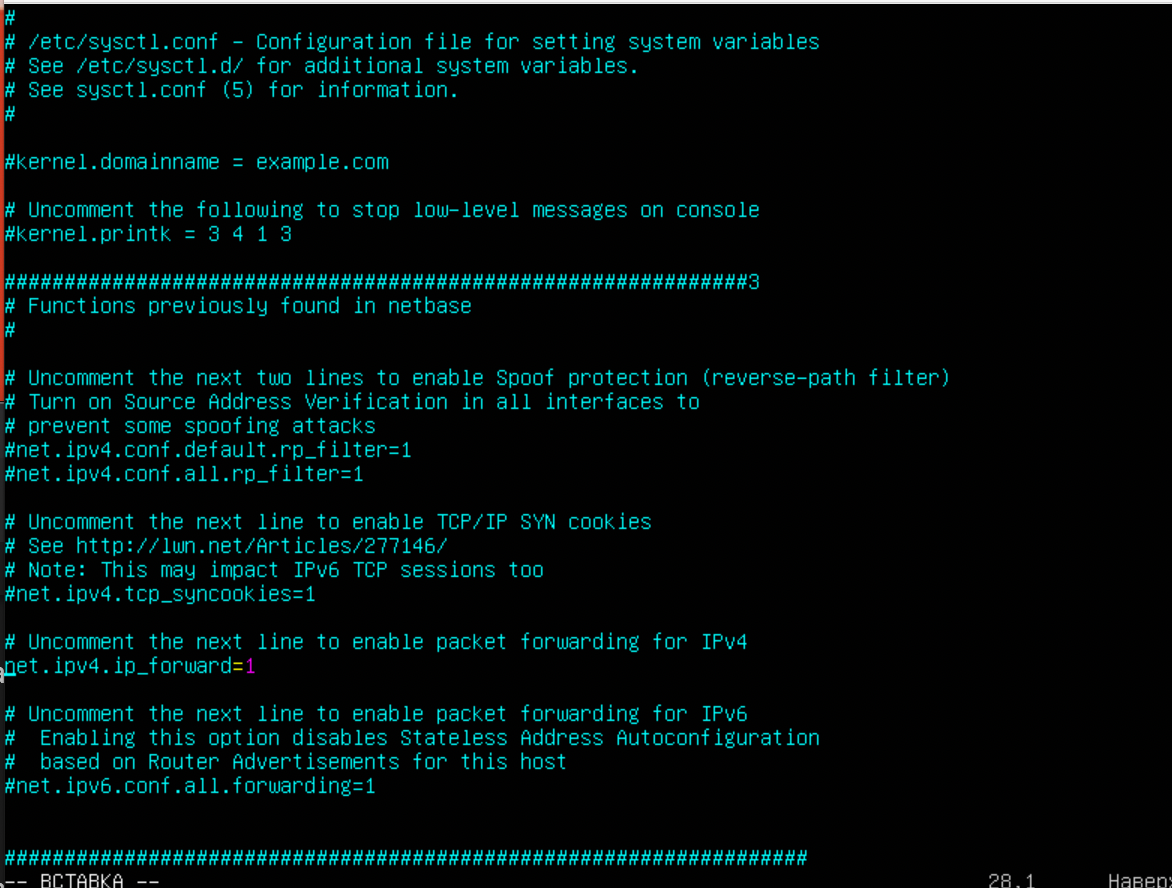 #
# /etc/sysctl.conf - Configuration file for setting system variables
# See /etc/sysctl.d/ for additional system variables.
# See sysctl.conf (5) for information.
#
#kernel.domainname = example.com
# Uncomment the following to stop low-level messages on console
#kernel.printk = 3 4 1 3
##############################################################3
# Functions previously found in netbase
#
# Uncomment the next two lines to enable Spoof protection (reverse-path filter)
# Turn on Source Address Verification in all interfaces to
# prevent some spoofing attacks
#net.ipv4.conf.default.rp_filter=1
#net.ipv4.conf.all.rp_filter=1
# Uncomment the next line to enable TCP/IP SYN cookies
# See http://lwn.net/Articles/277146/
# Note: This may impact IPv6 TCP sessions too
#net.ipv4.tcp_syncookies=1
# Uncomment the next line to enable packet forwarding for IPv4
net.ipv4.ip_forward=1
# Uncomment the next line to enable packet forwarding for IPv6
#  Enabling this option disables Stateless Address Autoconfiguration
#  based on Router Advertisements for this host
#net.ipv6.conf.all.forwarding=1
###################################################################
-- ВСТАВКА -- 28,1 Наверх